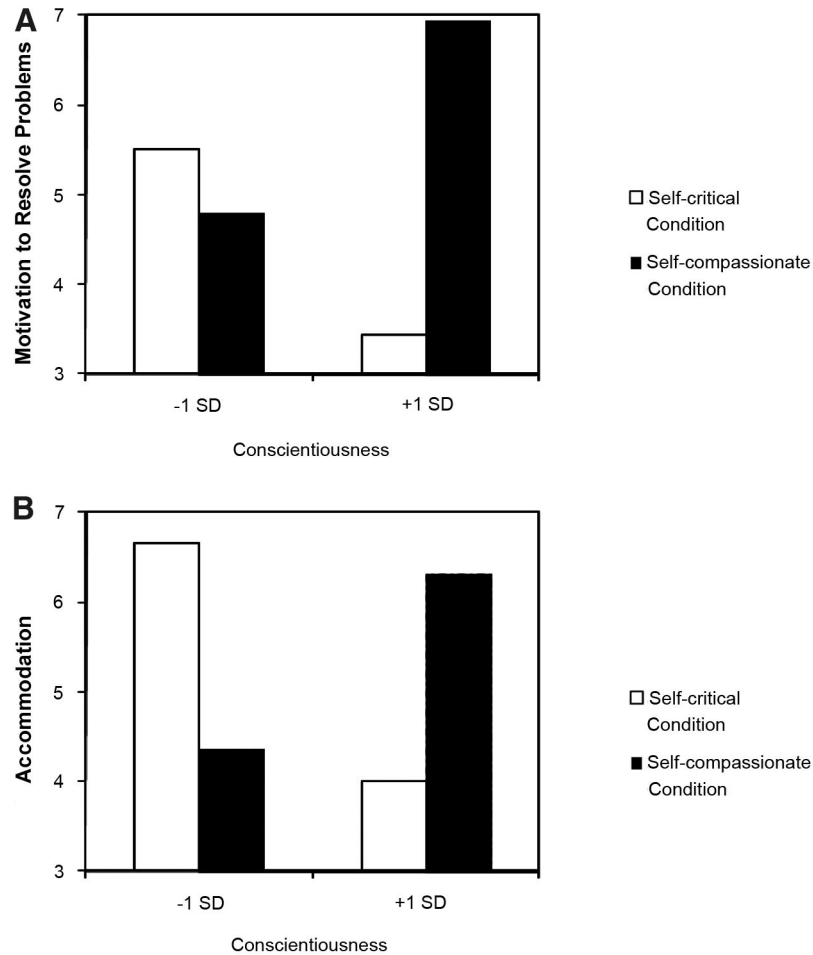 A
Motivation to Resolve Problems
7
6
5
4
3
-1 SD
+1 SD
Conscientiousness
Self-critical
Condition
Self-compassionate
Condition
B
Accommodation
7
6
5
4
3
-1 SD
+1 SD
Conscientiousness
Self-critical
Condition
Self-compassionate
Condition